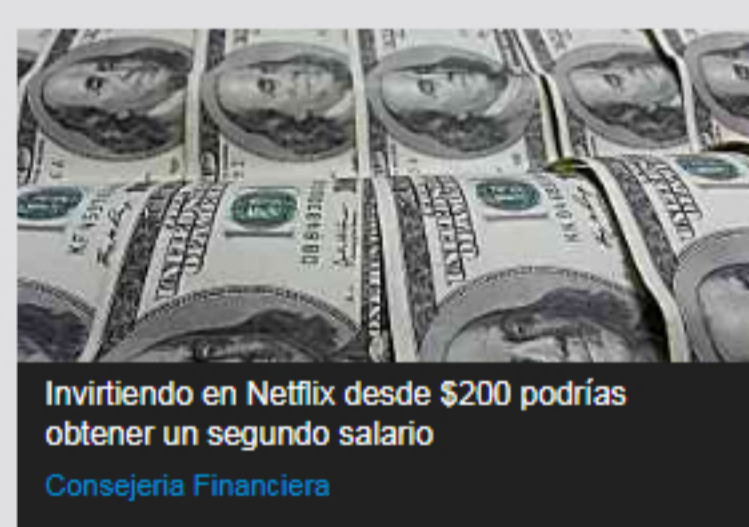 Invirtiendo en Netflix desde $200 podrías
obtener un segundo salario
Consejeria Financiera